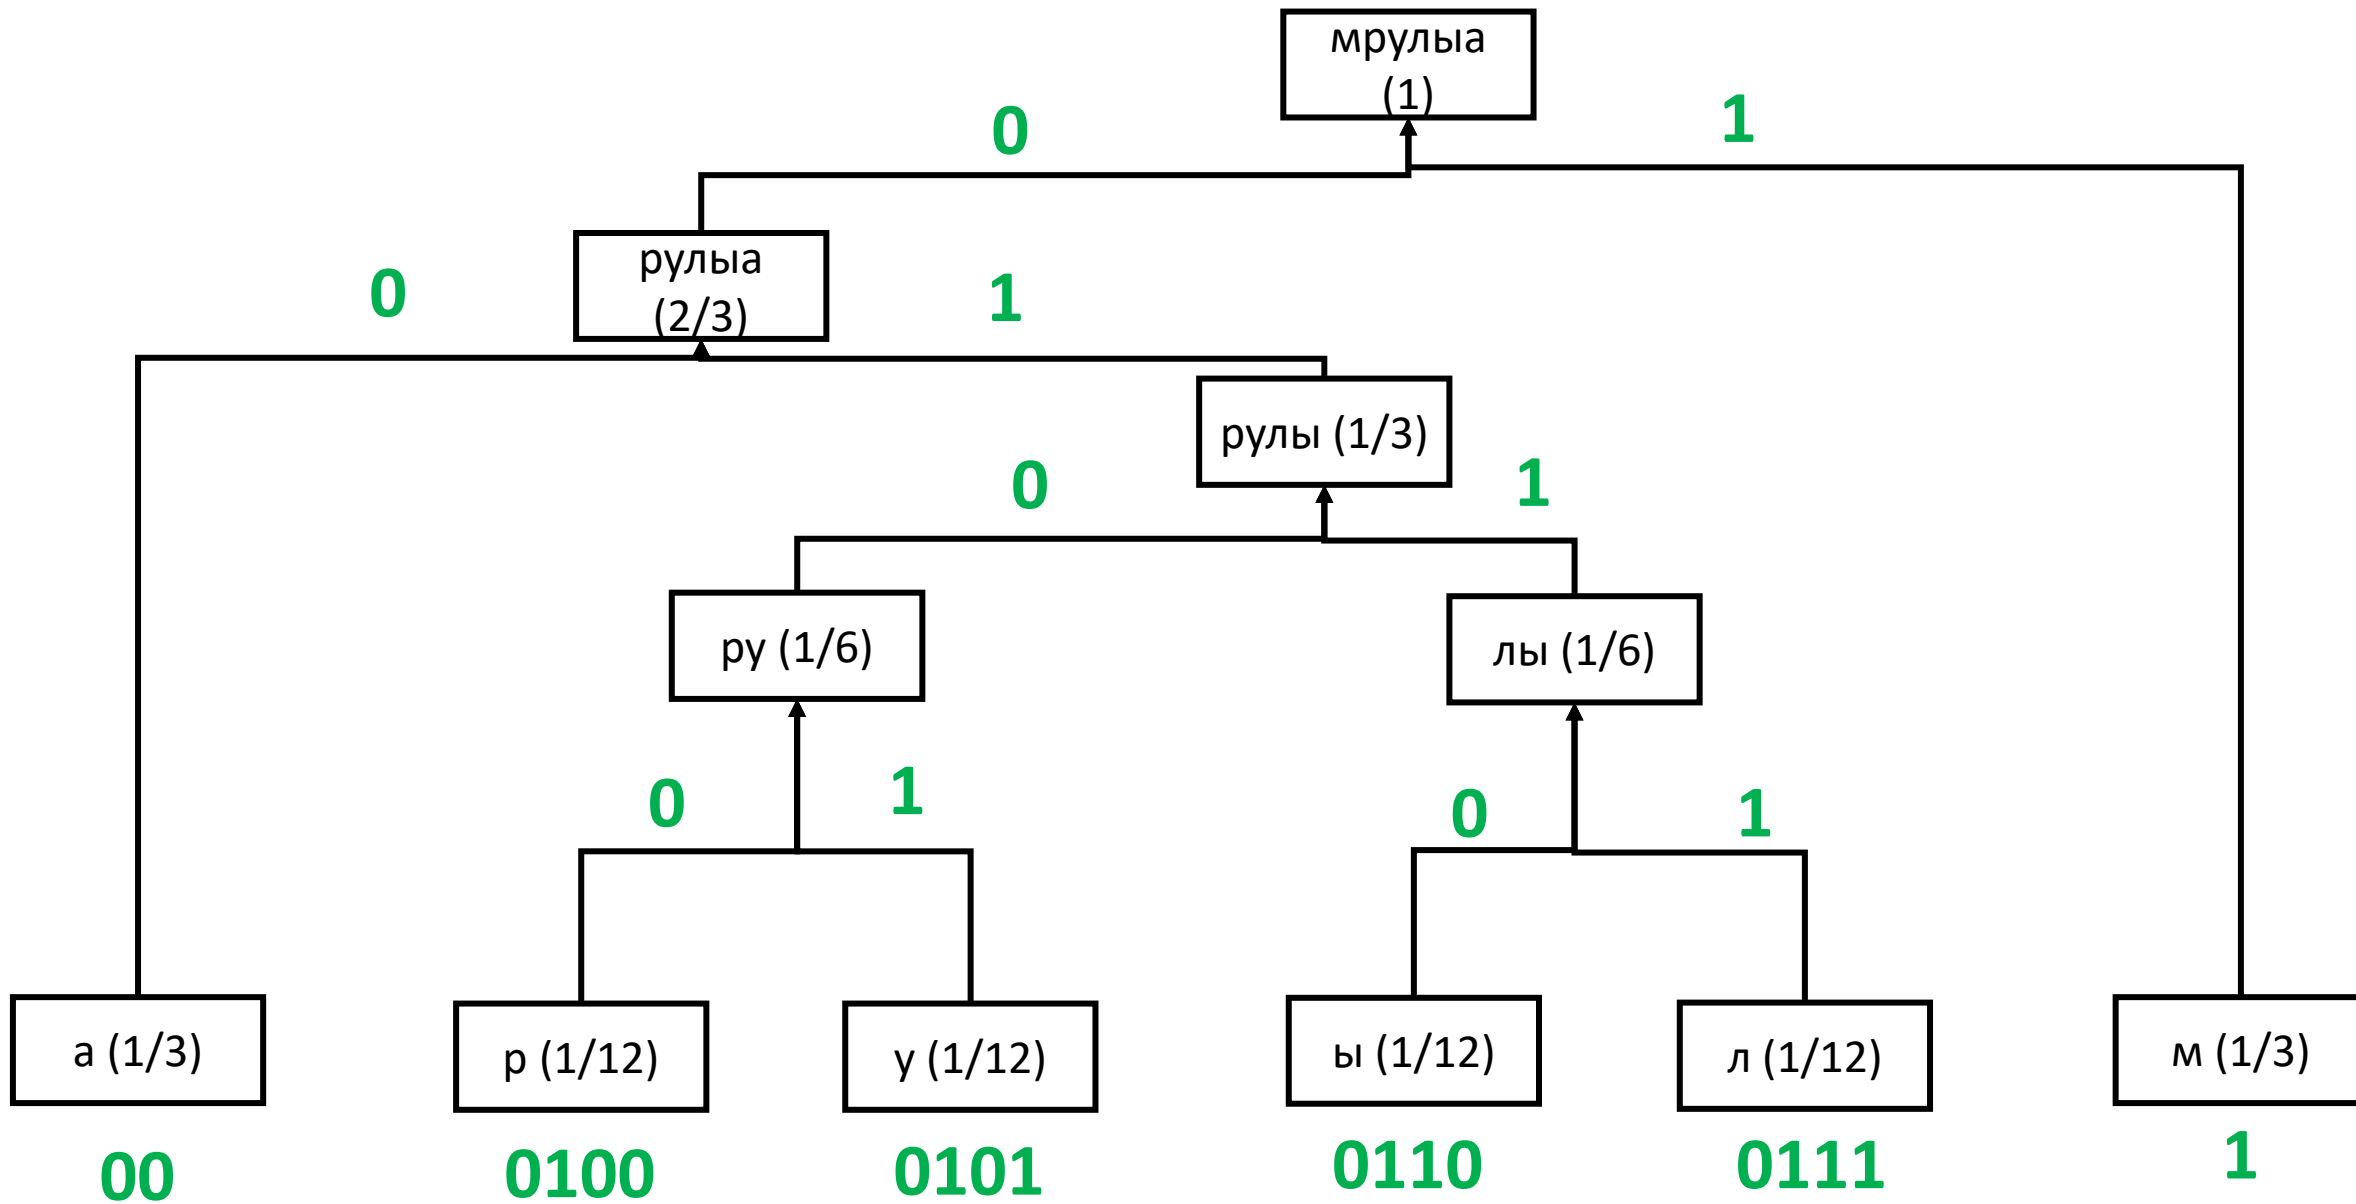 мрулыа
(1)
0
1
рулыа
(2/3)
0
1
рулы (1/3)
0
1
ру (1/6)
лы (1/6)
0
1
0
1
а (1/3)
р (1/12)
у (1/12)
ы (1/12)
л (1/12)
м (1/3)
00
0100
0101
0110
0111
1